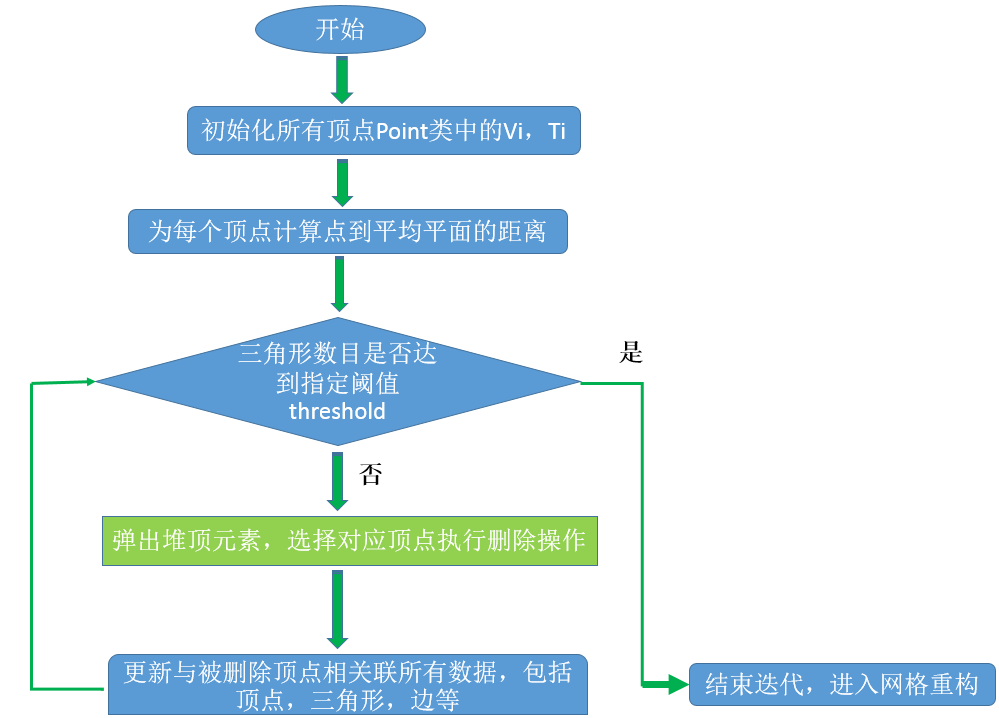 开始
初始化所有顶点Point类中的Vi，Ti
为每个顶点计算点到平均平面的距离
三角形数目是否达
到指定阈值
threshold
是
否
弹出堆顶元素，选择对应顶点执行删除操作
更新与被删除顶点相关联所有数据，包括
顶点，三角形，边等
结束迭代，进入网格重构